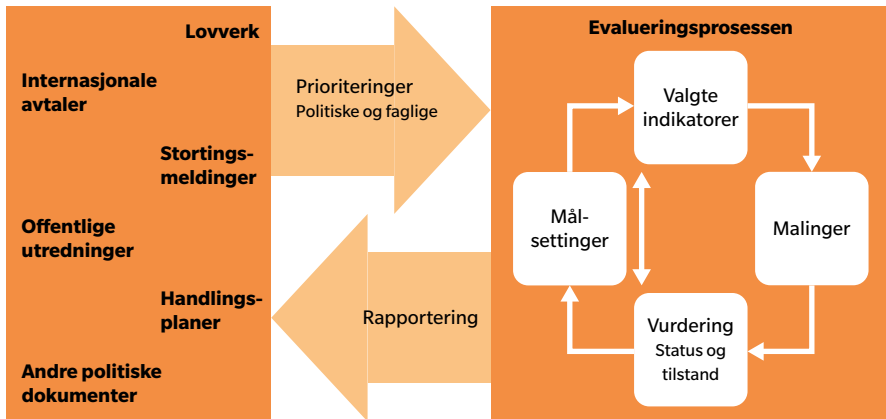 Lovverk
Internasjonale
avtaler
Stortings-
meldinger
Offentlige
utredninger
Handlings-
planer
Andre politiske
dokumenter
Prioriteringer
Politiske og faglige
Rapportering
Evalueringsprosessen
Valgte
indikatorer
Mål-
settinger
Malinger
Vurdering
Status og
tilstand